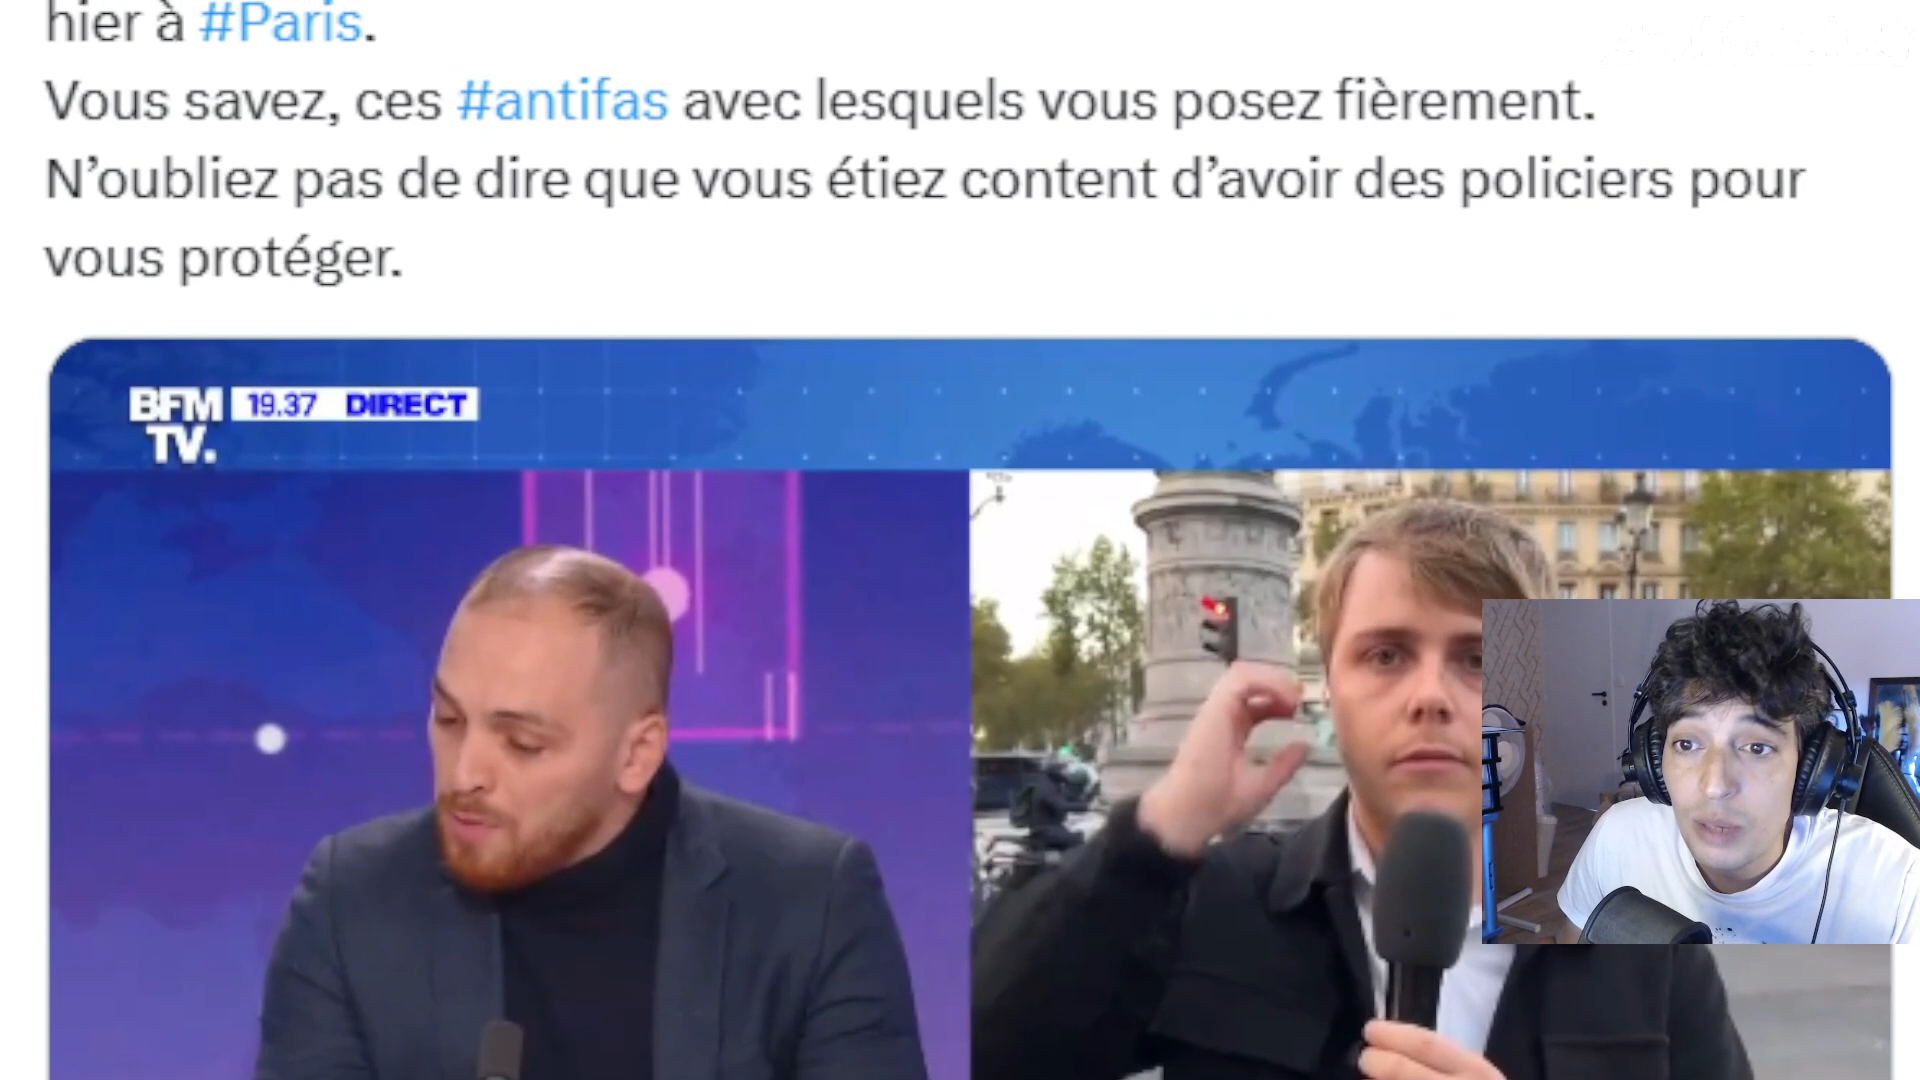 hier à #Paris.
Vous savez, ces #antifas avec lesquels vous posez fièrement.
N’oubliez pas de dire que vous étiez content d’avoir des policiers pour
vous protéger.
BFM 19.37 DIRECT
TV.